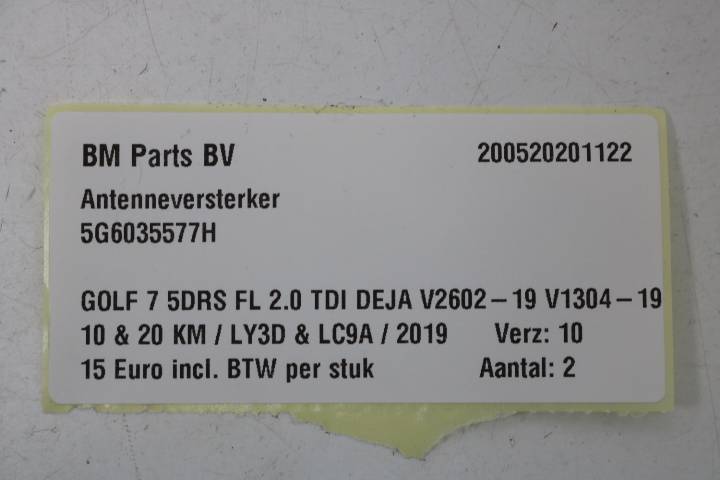 BM Parts BV 200520201122
Antenneversterker
5G6035577H
GOLF 7 5DRS FL 2.0 TDI DEJA V2602-19 V1304-19
10 & 20 KM / LY3D & LC9A / 2019 Verz: 10
15 Euro incl. BTW per stuk Aantal: 2